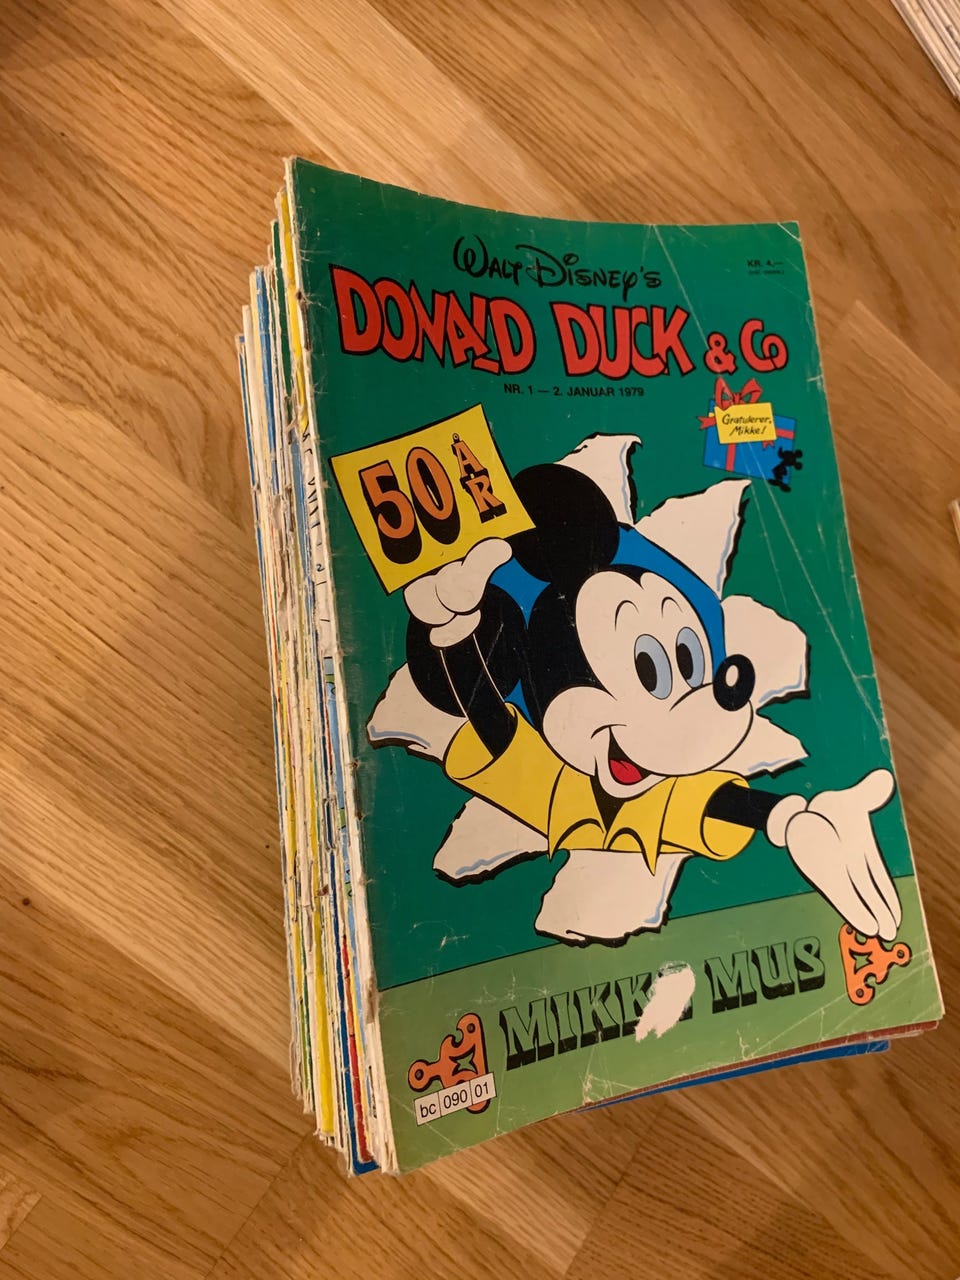 WALT DISNEY'S
KR. 4,—
DONALD DUCK & CO
NR. 1 — 2. JANUAR 1979
Gratulerer,
Mikke!
50 ÅR
MUS
bc 090 01